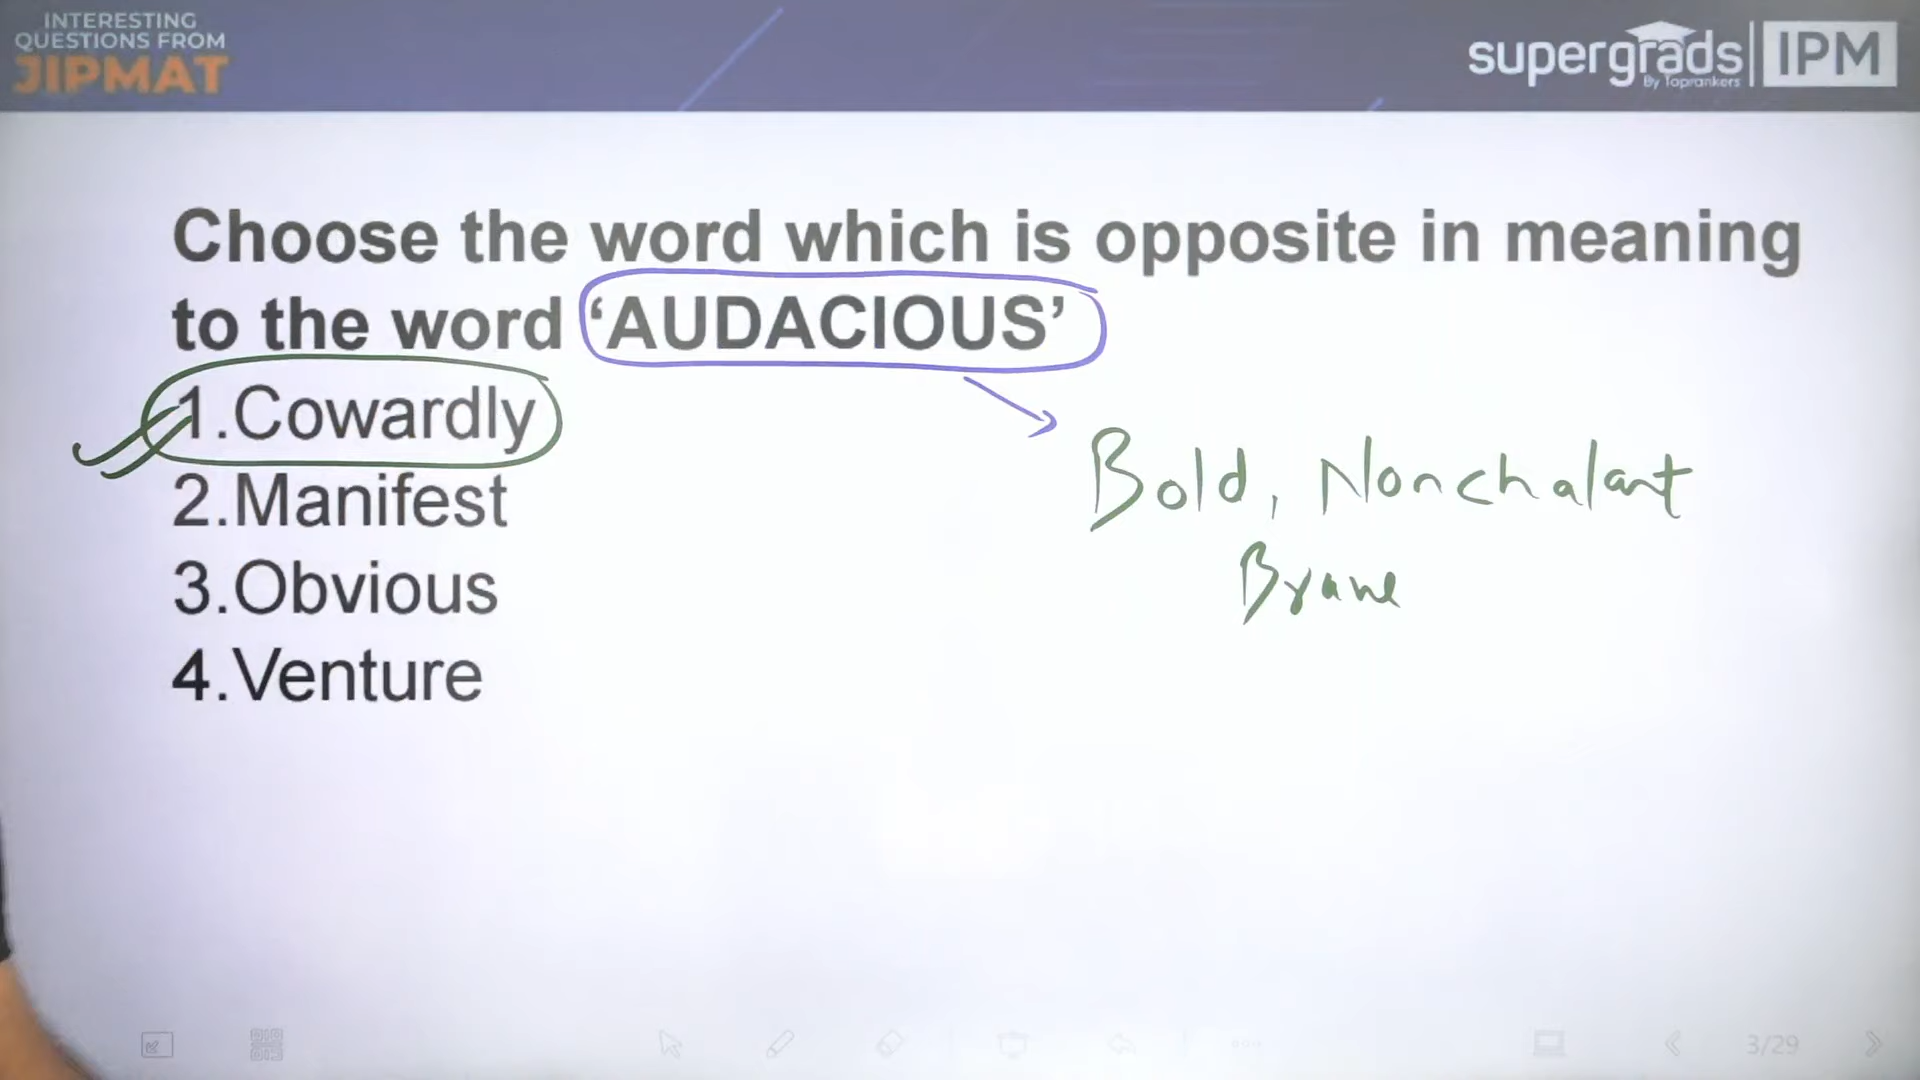 INTERESTING
QUESTIONS FROM
JIPMAT
supergrads
By Toprankers
IPM
Choose the word which is opposite in meaning
to the word ‘AUDACIOUS’
1.Cowardly
2.Manifest
3.Obvious
4.Venture
Bold, Nonchalant
Brave
3/29